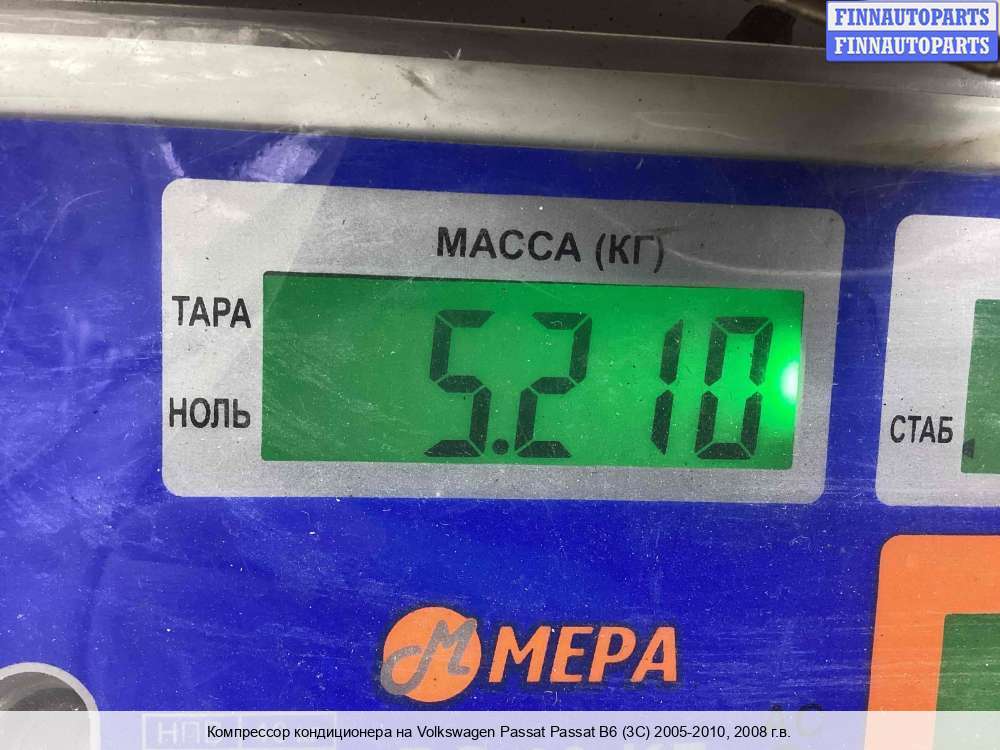 FINNAUTOPARTS
FINNAUTOPARTS
МАССА (КГ)
ТАРА
5.210
НОЛЬ
СТАБ
М МЕРА
Компрессор кондиционера на Volkswagen Passat Passat B6 (3C) 2005-2010, 2008 г.в.